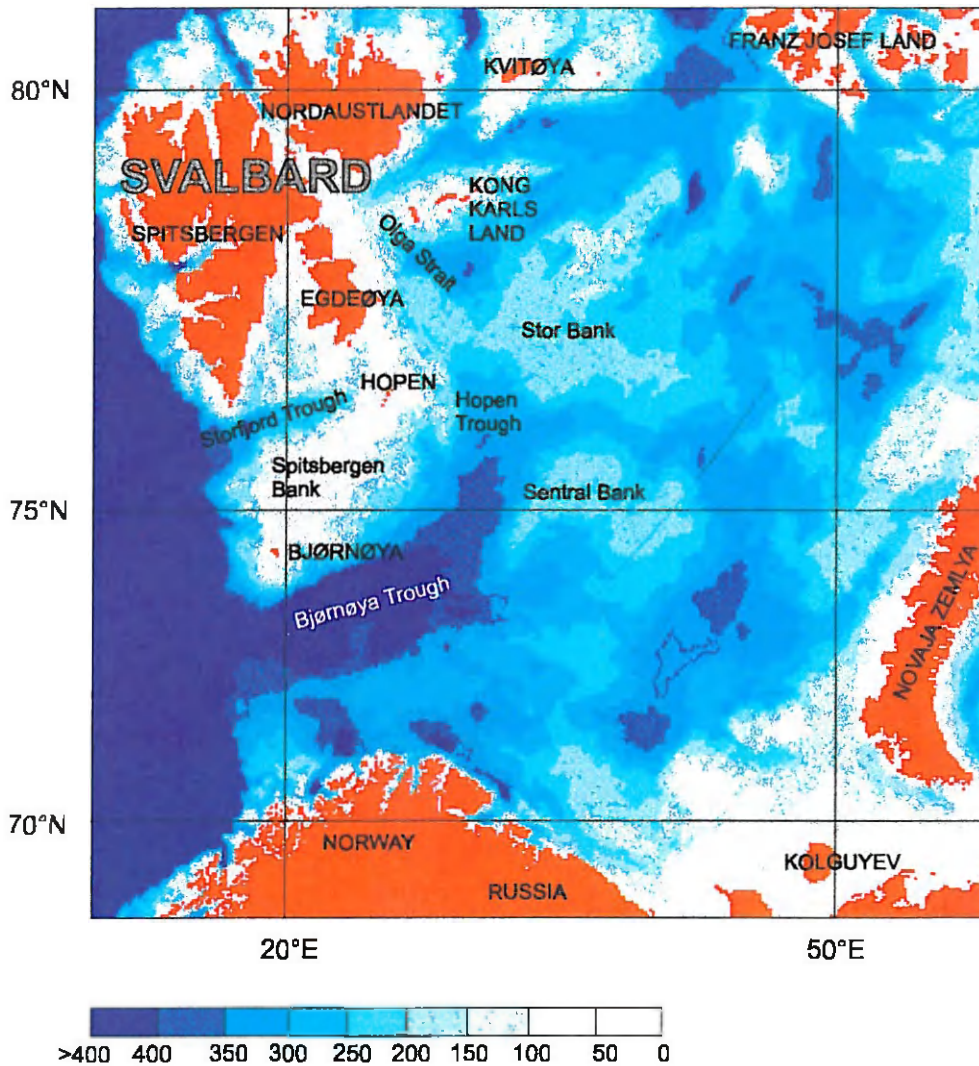 FRANZ JOSEF LAND
KVITØYA
80°N
NORDAUSTLANDET
SVALBARD
KONG
KARLS
LAND
SPITSBERGEN
Olga Strait
EGDEØYA
Stor Bank
HOPEN
Hopen
Trough
Storfjord Trough
Spitsbergen
Bank
Sentral Bank
75°N
BJØRNØYA
Bjørnøya Trough
NOVAJA ZEMLYA
70°N
NORWAY
KOLGUYEV
RUSSIA
20°E
50°E
>400 400 350 300 250 200 150 100 50 0